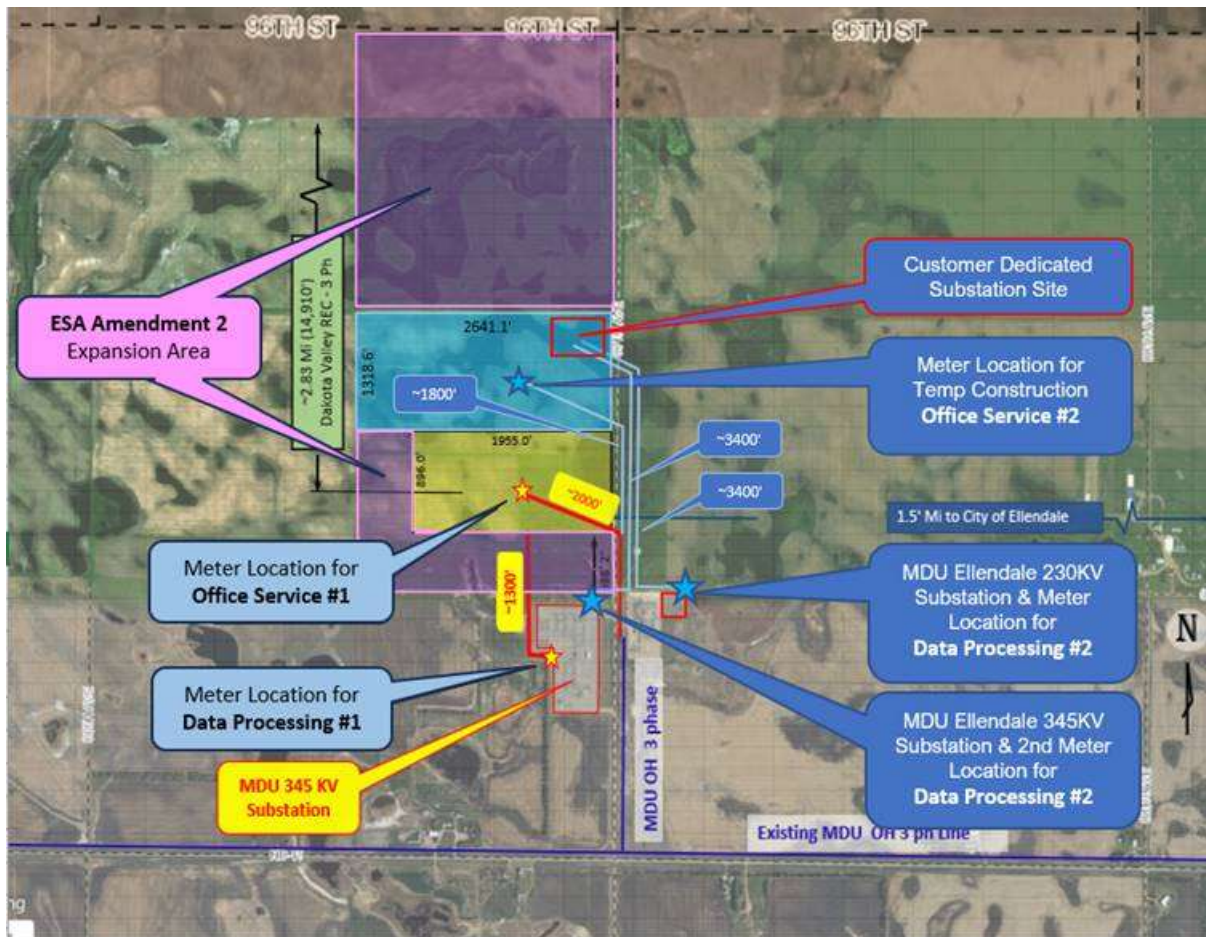 96TH ST
96TH ST
96TH ST
~2.83 Mi (14,910')
Dakota Valley REC - 3 Ph
ESA Amendment 2
Expansion Area
2641.1'
1318.6'
Customer Dedicated
Substation Site
Meter Location for
Temp Construction
Office Service #2
~1800'
1955.0'
896.0'
~3400'
~3400'
~2000'
1.5' Mi to City of Ellendale
Meter Location for
Office Service #1
~1300'
MDU Ellendale 230KV
Substation & Meter
Location for
Data Processing #2
N
Meter Location for
Data Processing #1
MDU Ellendale 345KV
Substation & 2nd Meter
Location for
Data Processing #2
MDU 345 KV
Substation
MDU OH 3 phase
Existing MDU OH 3 ph Line
ng